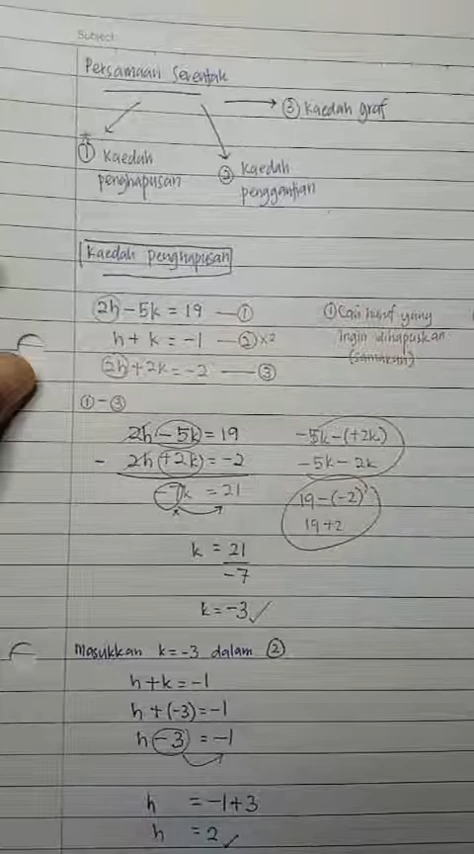 Subject:
Persamaan Serentak
③ Kaedah graf
① Kaedah
penghapusan
② Kaedah
penggantian
Kaedah penghapusan
2h - 5k = 19 — ①
h + k = -1 — ② x2
2h + 2k = -2 — ③
① Cari huruf yang
ingin dihapuskan
(samakan)
① - ③
2h - 5k = 19
- 2h + 2k = -2
-7k = 21
-5k - (+2k)
-5k - 2k
19 - (-2)
19 + 2
k = 21
-7
k = -3 ✓
Masukkan k = -3 dalam ②
h + k = -1
h + (-3) = -1
h - 3 = -1
h = -1 + 3
h = 2 ✓